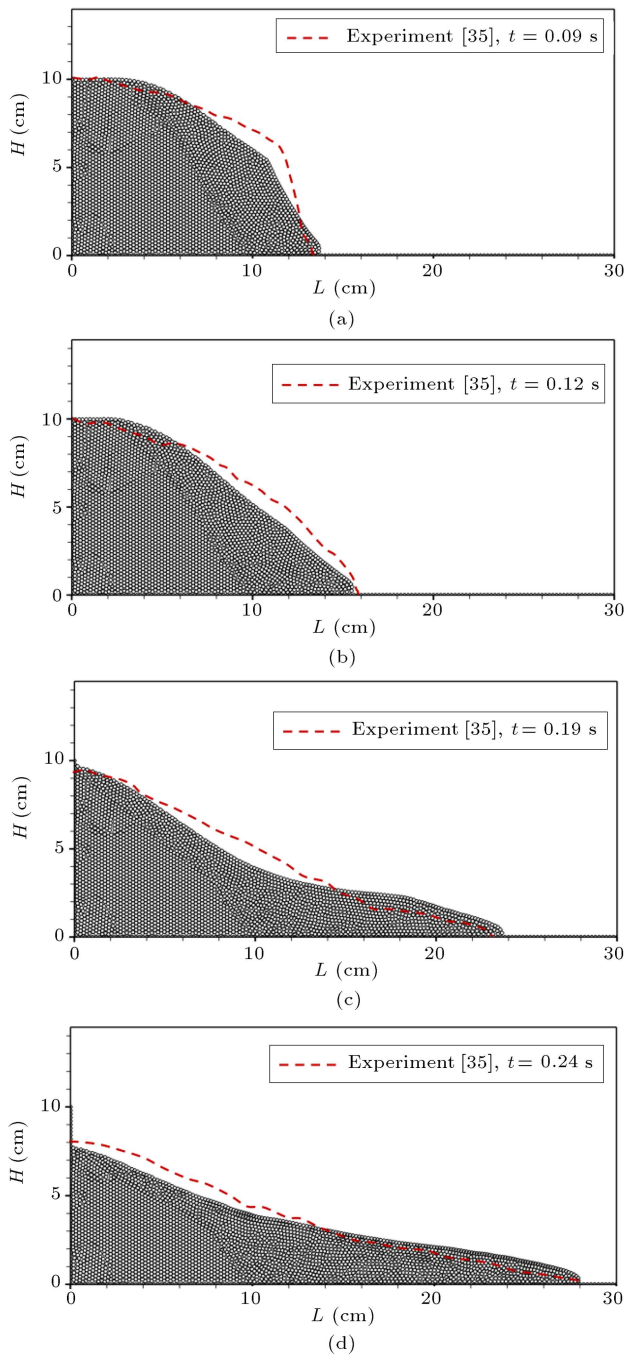 Experiment [35], t = 0.09 s
10
H (cm)
5
0
0 10 20 30
L (cm)
(a)
Experiment [35], t = 0.12 s
10
H (cm)
5
0
0 10 20 30
L (cm)
(b)
Experiment [35], t = 0.19 s
10
H (cm)
5
0
0 10 20 30
L (cm)
(c)
Experiment [35], t = 0.24 s
10
H (cm)
5
0
0 10 20 30
L (cm)
(d)